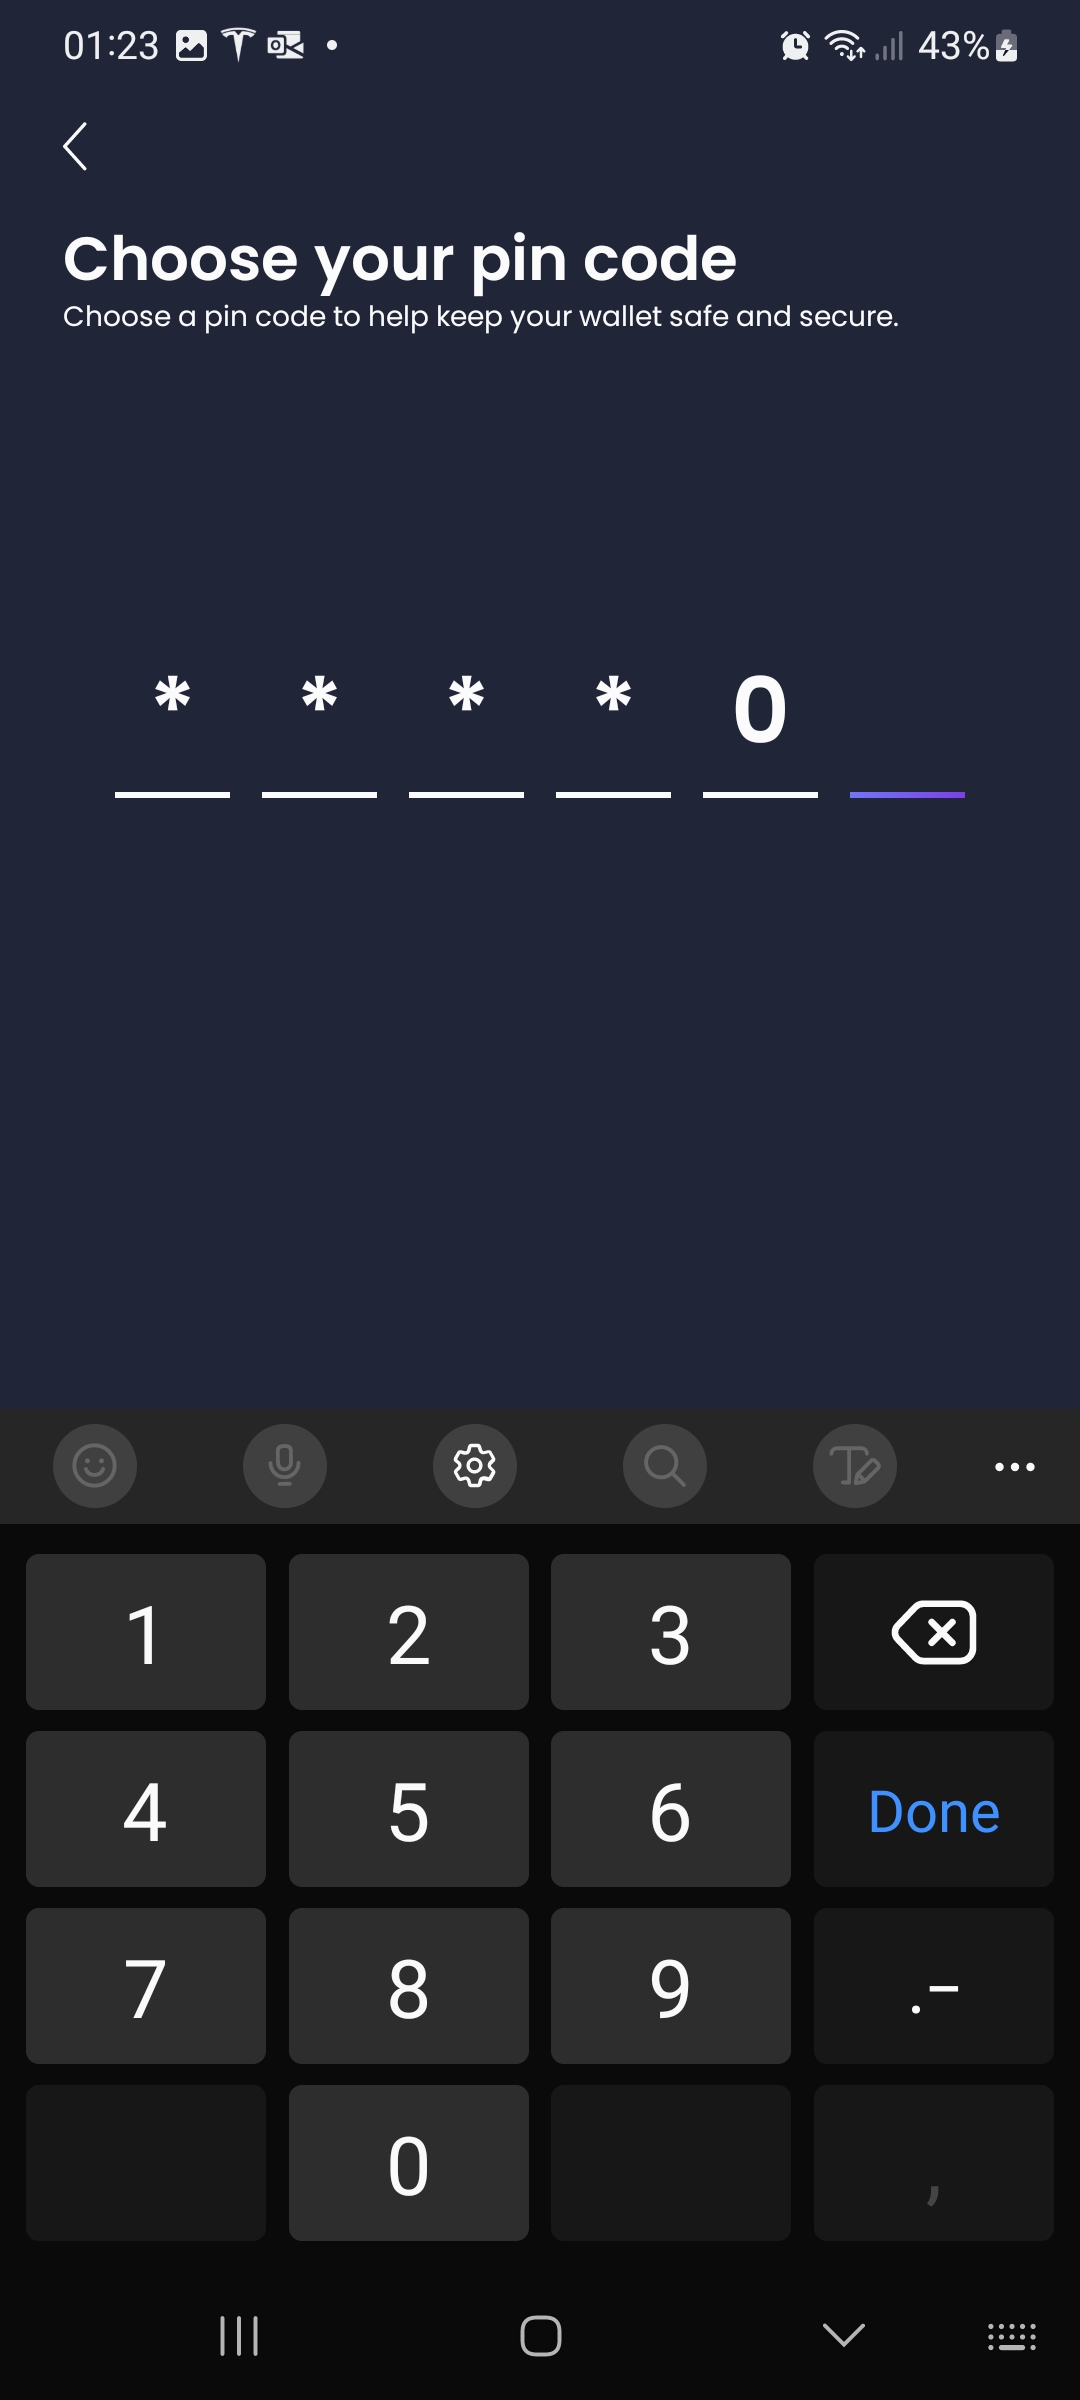 01:23 43%
Choose your pin code
Choose a pin code to help keep your wallet safe and secure.
* * * * 0
1 2 3
4 5 6 Done
7 8 9 .-
0 ,